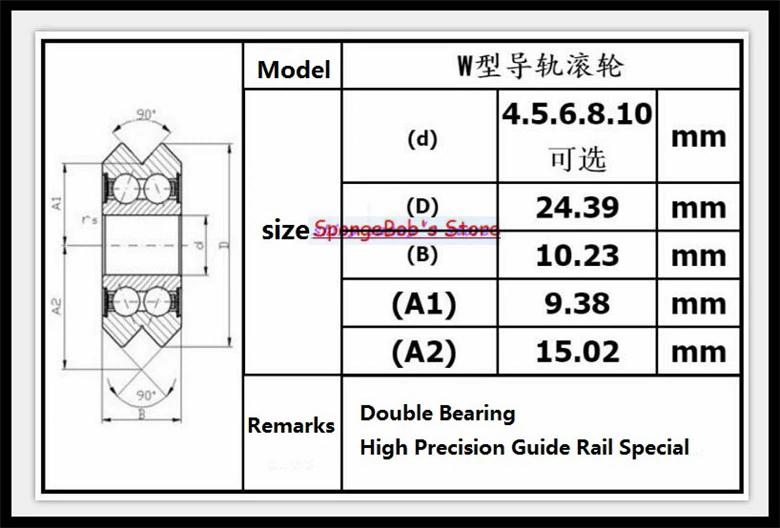 Model
W型导轨滚轮
size
(d)
4.5.6.8.10
可选
mm
(D)
24.39
mm
SpongeBob's Store
(B)
10.23
mm
(A1)
9.38
mm
(A2)
15.02
mm
Remarks
Double Bearing
High Precision Guide Rail Special
90°
A1
rs
d
D
A2
90°
B